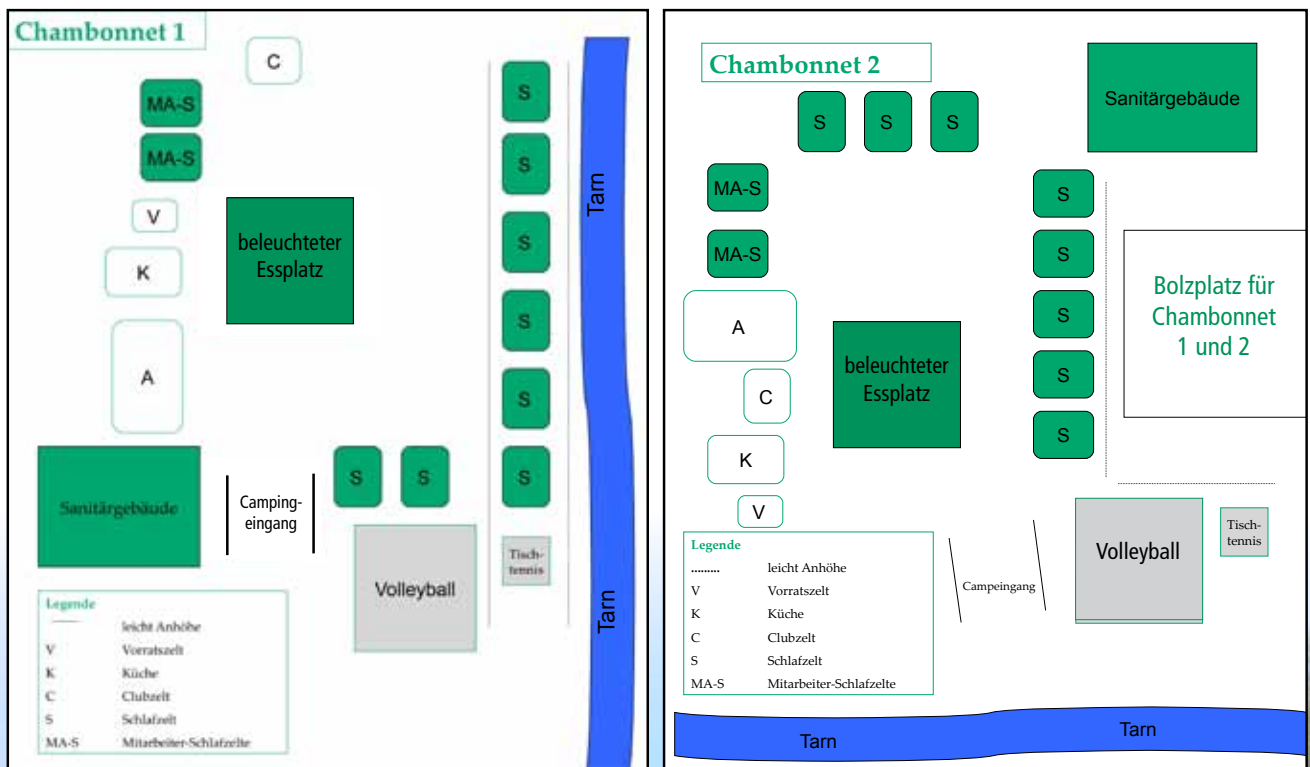 Chambonnet 1
C
MA-S
MA-S
V
K
A
beleuchteter
Essplatz
S
S
S
S
S
S
Tarn
Tarn
Sanitärgebäude
Camping-
eingang
S
S
Volleyball
Tisch-
tennis
Legende
leicht Anhöhe
V Vorratszelt
K Küche
C Clubzelt
S Schlafzelt
MA-S Mitarbeiter-Schlafzelte
Chambonnet 2
S
S
S
Sanitärgebäude
MA-S
MA-S
A
C
K
V
beleuchteter
Essplatz
S
S
S
S
S
Bolzplatz für
Chambonnet
1 und 2
Campeingang
Volleyball
Tisch-
tennis
Legende
......... leicht Anhöhe
V Vorratszelt
K Küche
C Clubzelt
S Schlafzelt
MA-S Mitarbeiter-Schlafzelte
Tarn
Tarn